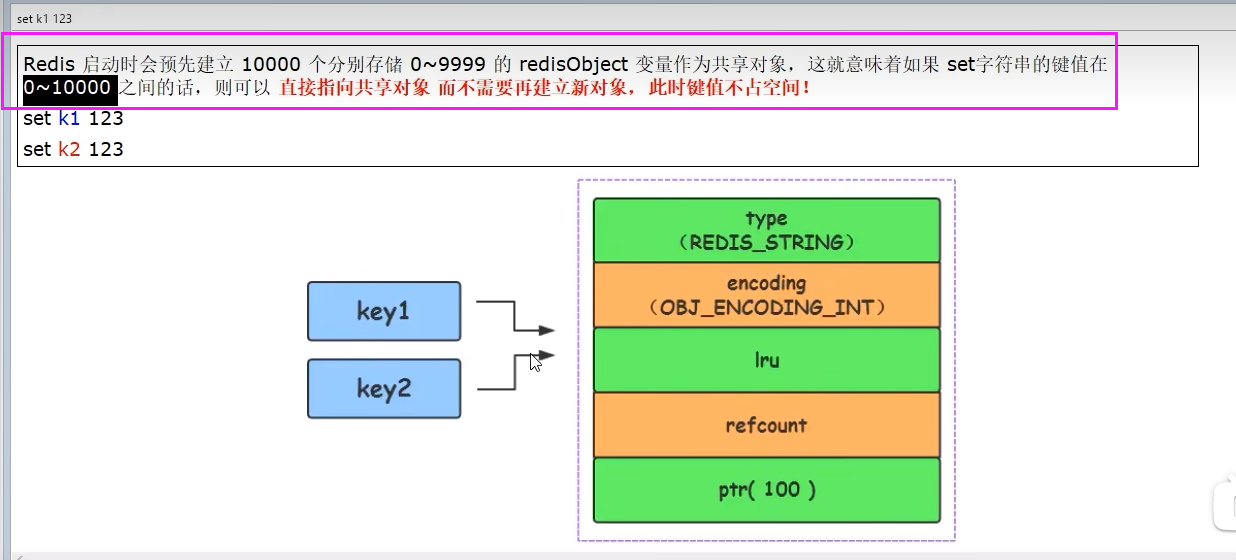 set k1 123
Redis 启动时会预先建立 10000 个分别存储 0~9999 的 redisObject 变量作为共享对象，这就意味着如果 set字符串的键值在
0~10000 之间的话，则可以 直接指向共享对象 而不需要再建立新对象，此时键值不占空间！
set k1 123
set k2 123
type
（REDIS_STRING）
encoding
（OBJ_ENCODING_INT）
key1
lru
key2
refcount
ptr( 100 )